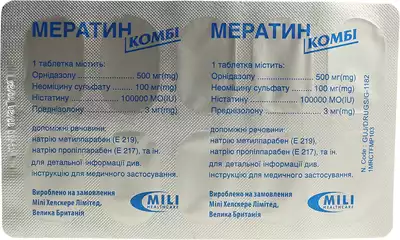 МЕРАТИН
КОМБІ
1 таблетка містить:
Орнідазолу 500 мг(mg)
Неоміцину сульфату 100 мг(mg)
Ністатину 100000 МО(IU)
Преднізолону 3 мг(mg)
допоміжні речовини:
натрію метилпарабен (Е 219),
натрію пропілпарабен (Е 217), та ін.
для детальної інформації див.
інструкцію для медичного застосування.
Вироблено на замовлення
Мілі Хелскере Лімітед,
Велика Британія
MILI
HEALTHCARE
МЕРАТИН
КОМБІ
1 таблетка містить:
Орнідазолу 500 мг(mg)
Неоміцину сульфату 100 мг(mg)
Ністатину 100000 МО(IU)
Преднізолону 3 мг(mg)
допоміжні речовини:
натрію метилпарабен (Е 219),
натрію пропілпарабен (Е 217), та ін.
для детальної інформації див.
інструкцію для медичного застосування.
Вироблено на замовлення
Мілі Хелскере Лімітед,
Велика Британія
MILI
HEALTHCARE
N. Code : GUJ/DRUGS/G-1182